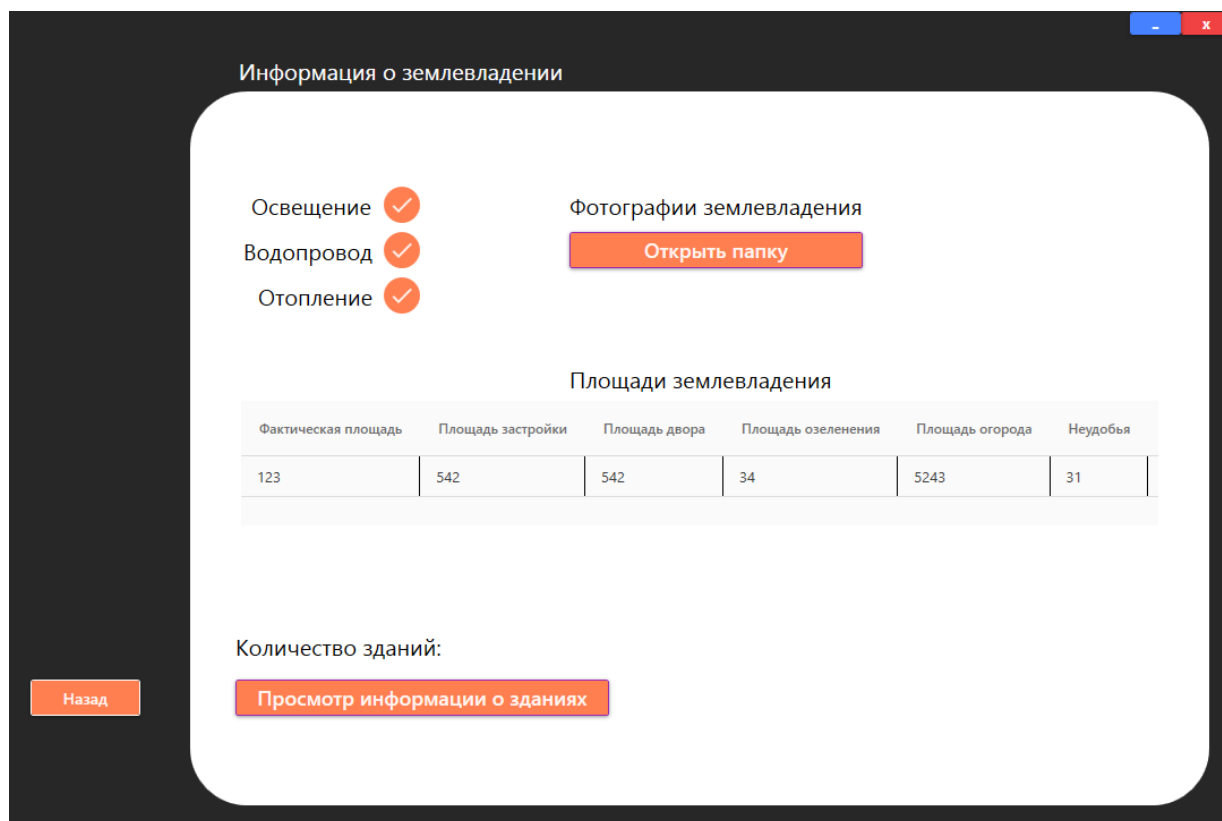 - x
Информация о землевладении
Освещение
Водопровод
Отопление
Фотографии землевладения
Открыть папку
Площади землевладения
Фактическая площадь Площадь застройки Площадь двора Площадь озеленения Площадь огорода Неудобья
123 542 542 34 5243 31
Количество зданий:
Просмотр информации о зданиях
Назад